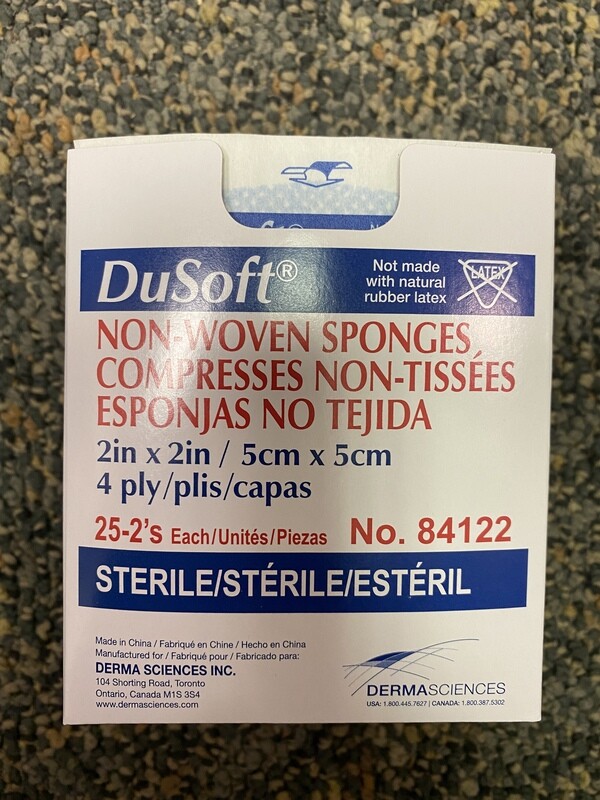 DuSoft®
Not made
with natural
rubber latex
LATEX
NON-WOVEN SPONGES
COMPRESSES NON-TISSÉES
ESPONJAS NO TEJIDA
2in x 2in / 5cm x 5cm
4 ply/plis/capas
25-2's Each/Unités/Piezas No. 84122
STERILE/STÉRILE/ESTÉRIL
Made in China / Fabriqué en Chine / Hecho en China
Manufactured for / Fabriqué pour / Fabricado para:
DERMA SCIENCES INC.
104 Shorting Road, Toronto
Ontario, Canada M1S 3S4
www.dermasciences.com
DERMASCIENCES
USA: 1.800.445.7627 | CANADA: 1.800.387.5302